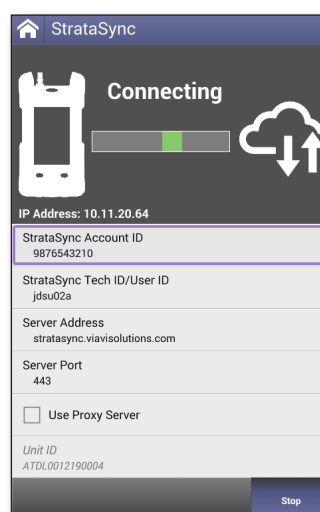 StrataSync
Connecting
IP Address: 10.11.20.64
StrataSync Account ID
9876543210
StrataSync Tech ID/User ID
jdsu02a
Server Address
stratasync.viavisolutions.com
Server Port
443
Use Proxy Server
Unit ID
ATDL0012190004
Stop